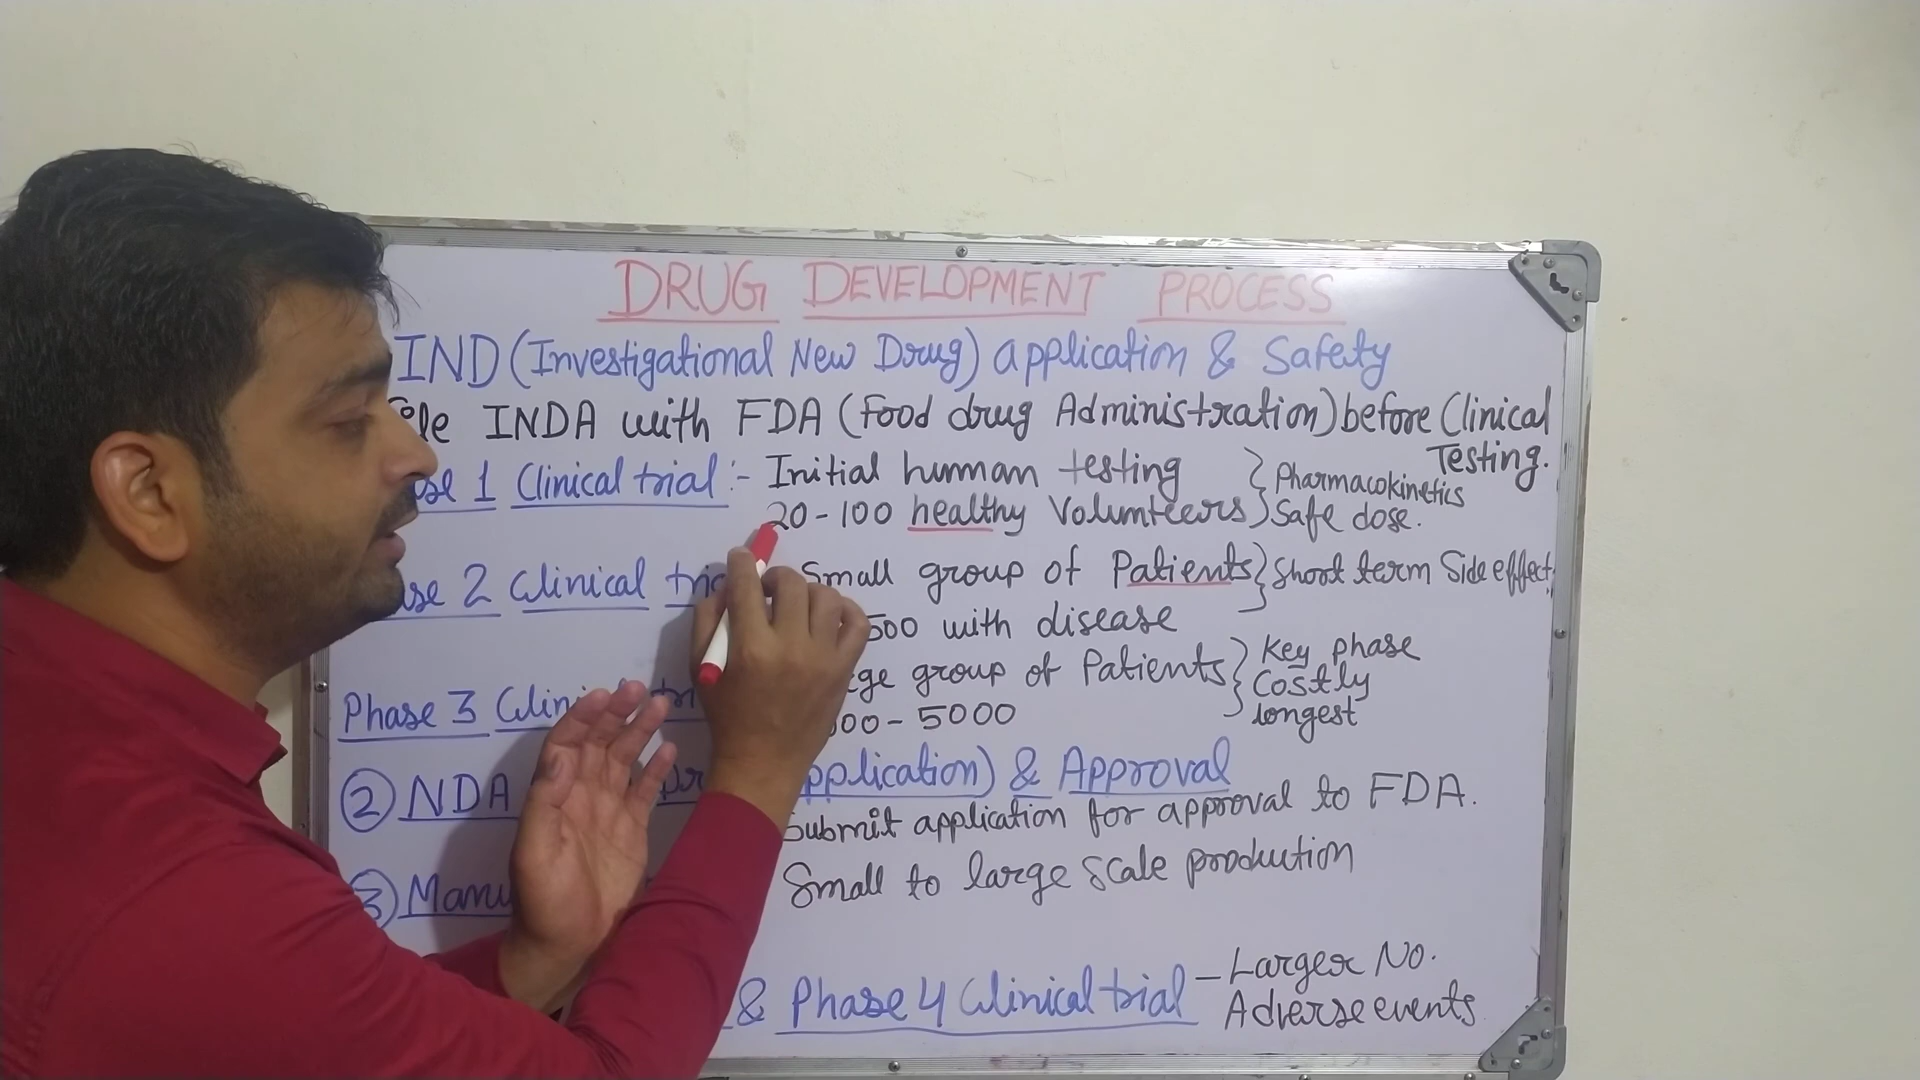 DRUG DEVELOPMENT PROCESS
IND (Investigational New Drug) application & Safety
INDA with FDA (Food drug Administration) before Clinical Testing.
1 Clinical trial :- Initial human testing } Pharmacokinetics
20-100 healthy Volunteers } Safe dose.
2 Clinical Small group of Patients } Short term Side effect
500 with disease
Phase 3 group of Patients } Key phase
5000 Costly
longest
② NDA Application) & Approval
Submit application for approval to FDA.
③ Small to large scale production
& Phase 4 Clinical trial - Larger No.
Adverse events